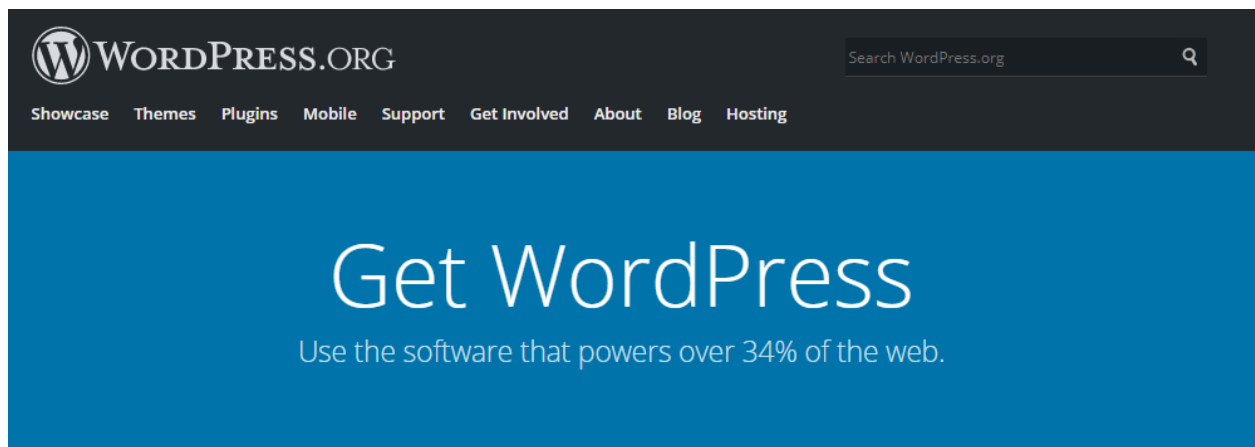 WORDPRESS.ORG
Search WordPress.org
Showcase Themes Plugins Mobile Support Get Involved About Blog Hosting
Get WordPress
Use the software that powers over 34% of the web.